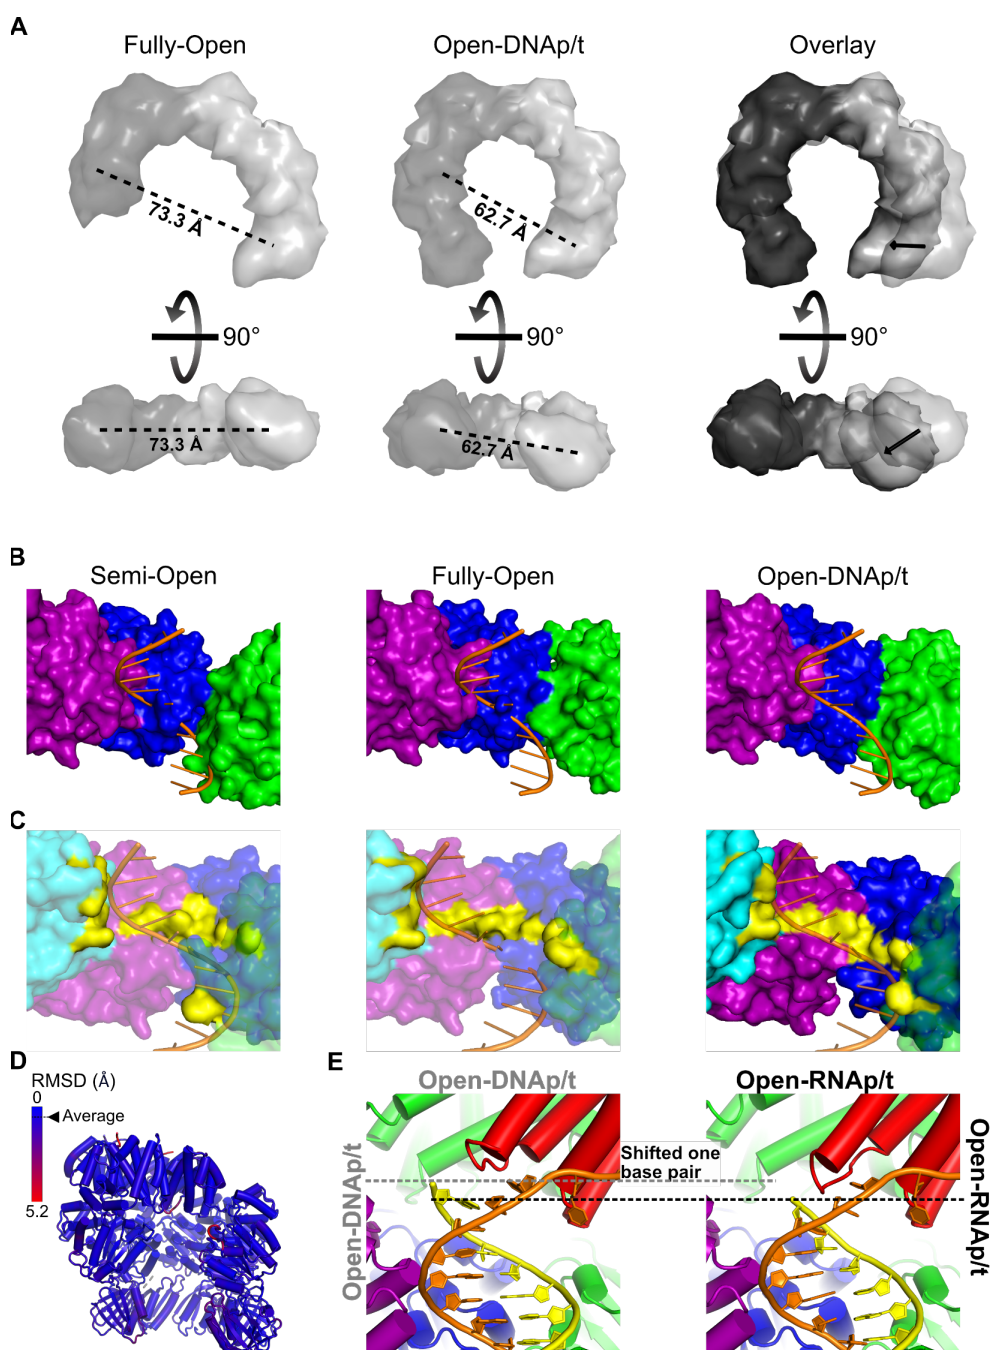 A
Fully-Open
Open-DNAp/t
Overlay
73.3 Å
62.7 Å
90°
90°
90°
73.3 Å
62.7 Å
B
Semi-Open
Fully-Open
Open-DNAp/t
C
D
RMSD (Å)
0
Average
5.2
E
Open-DNAp/t
Open-RNAp/t
Open-DNAp/t
Shifted one
base pair
Open-RNAp/t